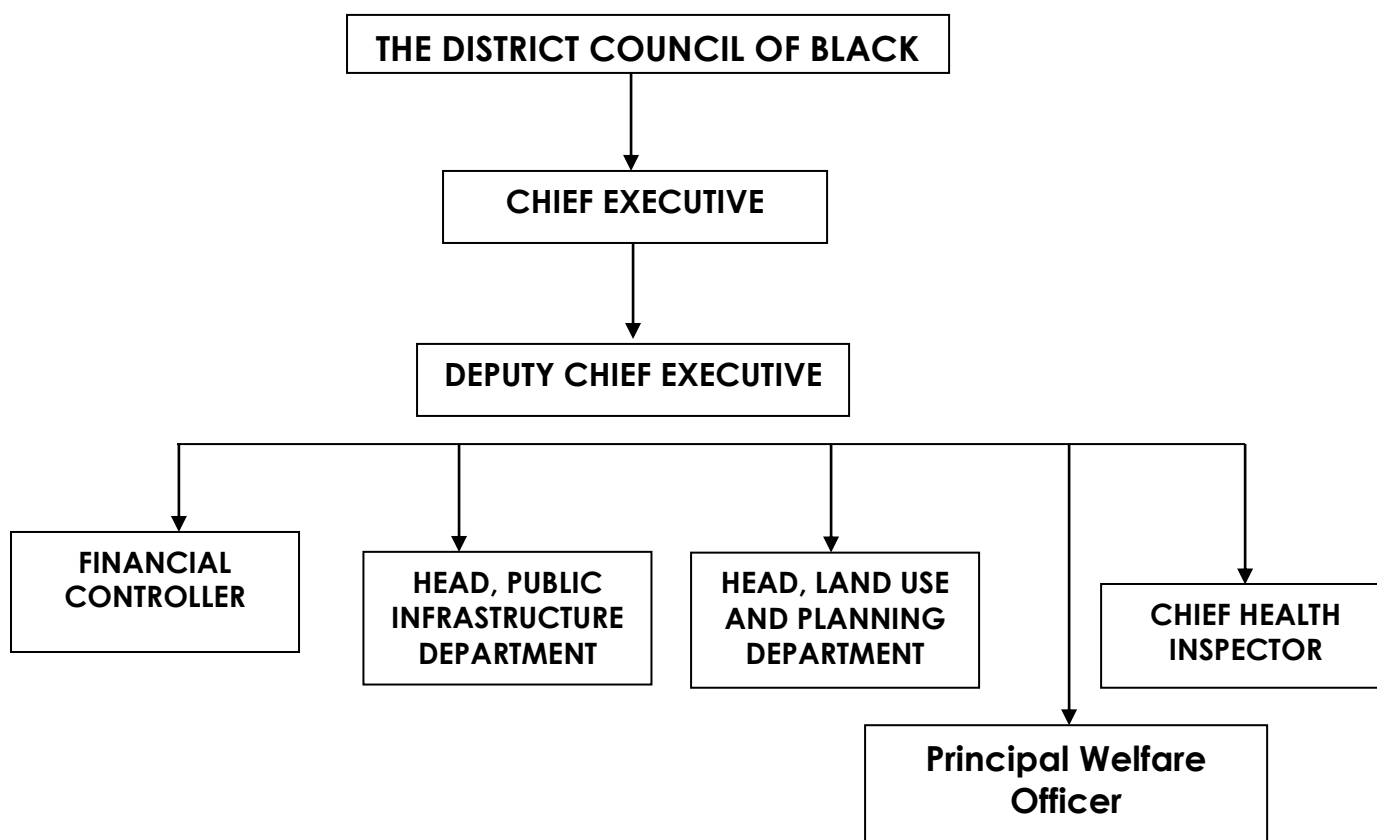 THE DISTRICT COUNCIL OF BLACK
CHIEF EXECUTIVE
DEPUTY CHIEF EXECUTIVE
FINANCIAL
CONTROLLER
HEAD, PUBLIC
INFRASTRUCTURE
DEPARTMENT
HEAD, LAND USE
AND PLANNING
DEPARTMENT
CHIEF HEALTH
INSPECTOR
Principal Welfare
Officer